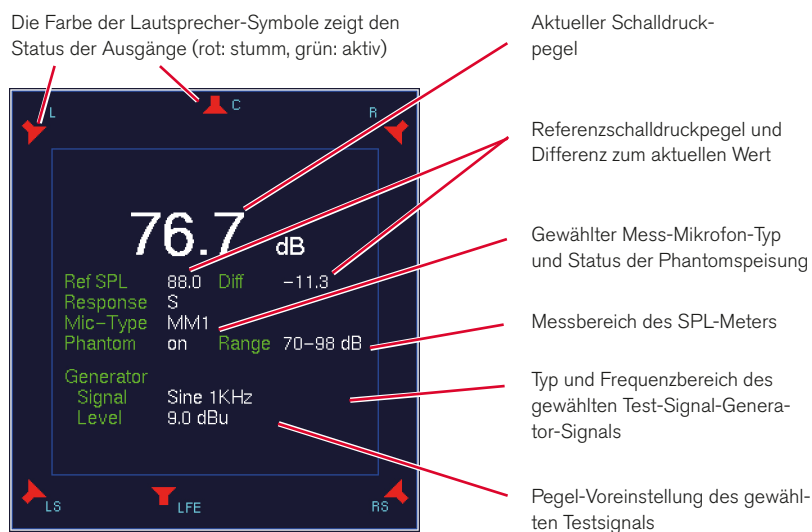 Die Farbe der Lautsprecher-Symbole zeigt den
Status der Ausgänge (rot: stumm, grün: aktiv)
Aktueller Schalldruck-
pegel
Referenzschalldruckpegel und
Differenz zum aktuellen Wert
Gewählter Mess-Mikrofon-Typ
und Status der Phantomspeisung
Messbereich des SPL-Meters
Typ und Frequenzbereich des
gewählten Test-Signal-Genera-
tor-Signals
Pegel-Voreinstellung des gewähl-
ten Testsignals
L
C
R
76.7 dB
Ref SPL 88.0 Diff -11.3
Response S
Mic-Type MM1
Phantom on Range 70-98 dB
Generator
Signal Sine 1KHz
Level 9.0 dBu
LS
LFE
RS